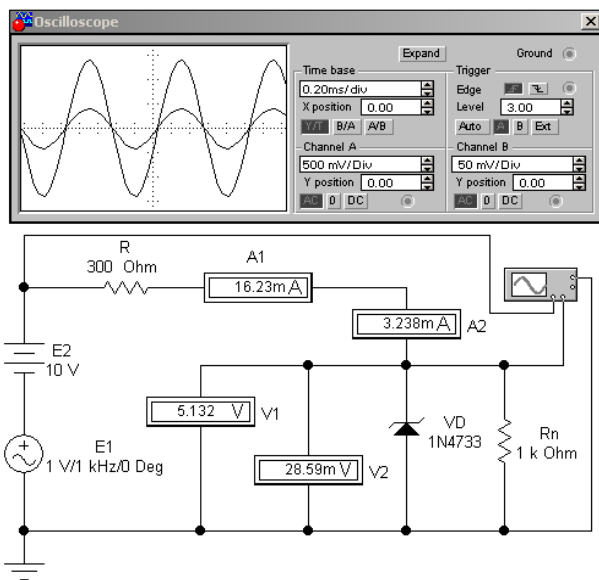 Oscilloscope
Expand
Ground
Time base
0.20ms/div
X position 0.00
Y/T B/A A/B
Trigger
Edge
Level 3.00
Auto A B Ext
Channel A
500 mV/Div
Y position 0.00
AC 0 DC
Channel B
50 mV/Div
Y position 0.00
AC 0 DC
R
300 Ohm
A1
16.23m A
3.238m A A2
E2
10 V
5.132 V V1
E1
1 V/1 kHz/0 Deg
28.59m V V2
VD
1N4733
Rn
1 k Ohm